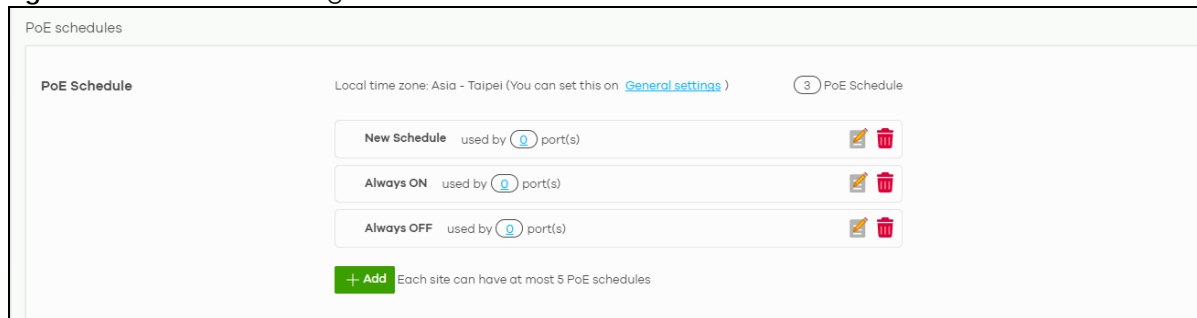 PoE schedules
PoE Schedule Local time zone: Asia - Taipei (You can set this on General settings ) 3 PoE Schedule
New Schedule used by 0 port(s)
Always ON used by 0 port(s)
Always OFF used by 0 port(s)
+ Add Each site can have at most 5 PoE schedules